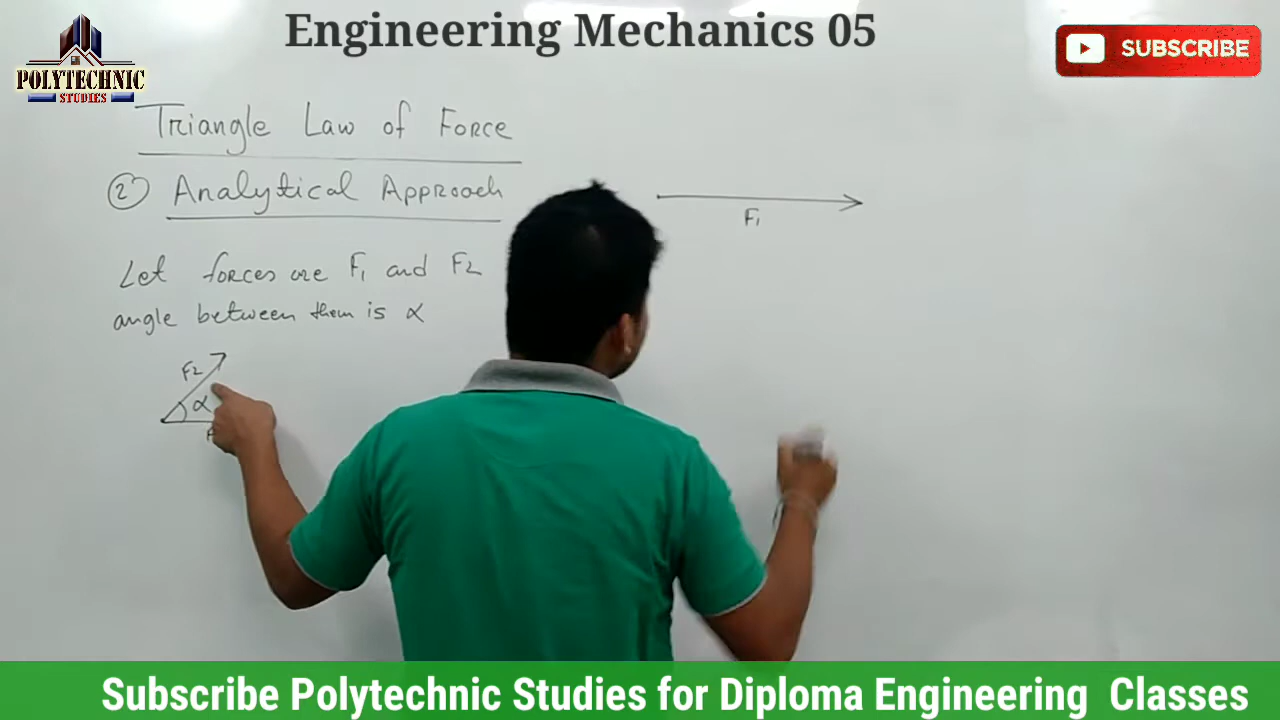 Engineering Mechanics 05
SUBSCRIBE
POLYTECHNIC
STUDIES
Triangle Law of Force
② Analytical Approach
Let forces are F₁ and F₂
angle between them is α
F₂
α
F₁
Subscribe Polytechnic Studies for Diploma Engineering Classes